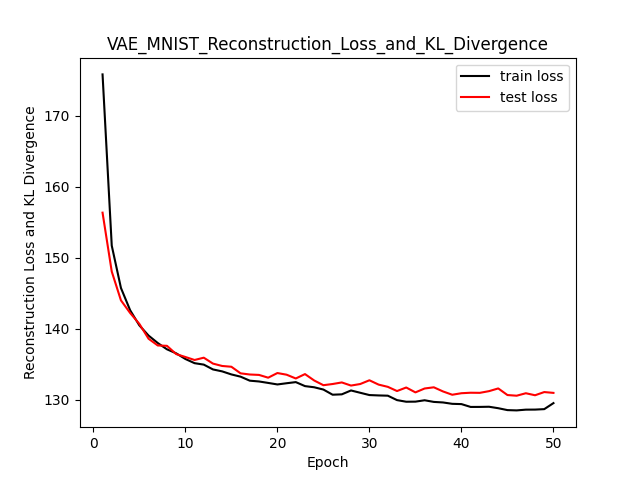 VAE_MNIST_Reconstruction_Loss_and_KL_Divergence
train loss
test loss
Reconstruction Loss and KL Divergence
170
160
150
140
130
0 10 20 30 40 50
Epoch